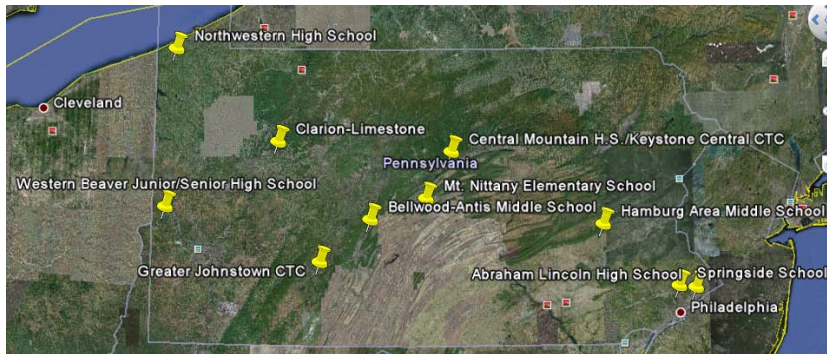 Northwestern High School
Cleveland
Clarion-Limestone
Central Mountain H.S./Keystone Central CTC
Pennsylvania
Western Beaver Junior/Senior High School
Mt. Nittany Elementary School
Bellwood-Antis Middle School
Hamburg Area Middle School
Greater Johnstown CTC
Abraham Lincoln High School
Springside School
Philadelphia